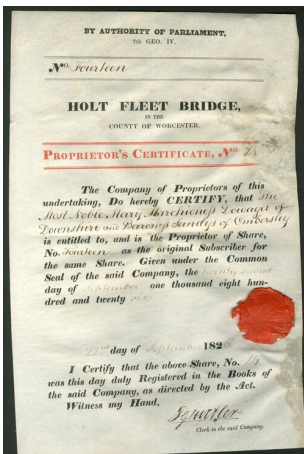 BY AUTHORITY OF PARLIAMENT,
7TH GEO. IV.
No. Fourteen
HOLT FLEET BRIDGE,
IN THE
COUNTY OF WORCESTER.
PROPRIETOR'S CERTIFICATE, No.
The Company of Proprietors of this
undertaking, Do hereby CERTIFY, that The
Most Noble Mary Marchioness Dowager of
Downshire and Baroness Sandys of Ombersley
is entitled to, and is the Proprietor of Share,
No. Fourteen as the original Subscriber for
the same Share. Given under the Common
Seal of the said Company, the twenty second
day of September one thousand eight hun-
dred and twenty six
22nd day of September 1826
I Certify that the above Share, No. 14
was this day duly Registered in the Books of
the said Company, as directed by the Act.
Witness my Hand,
Clerk to the said Company.